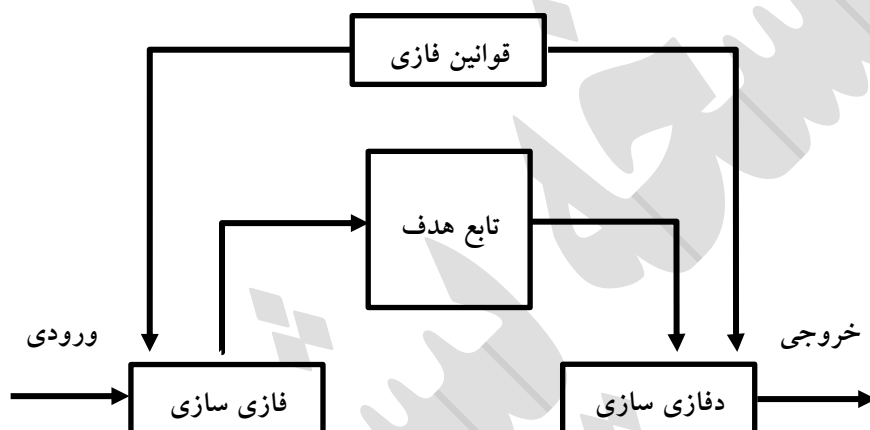 قوانین فازی
تابع هدف
ورودی
خروجی
فازی سازی
دفازی سازی